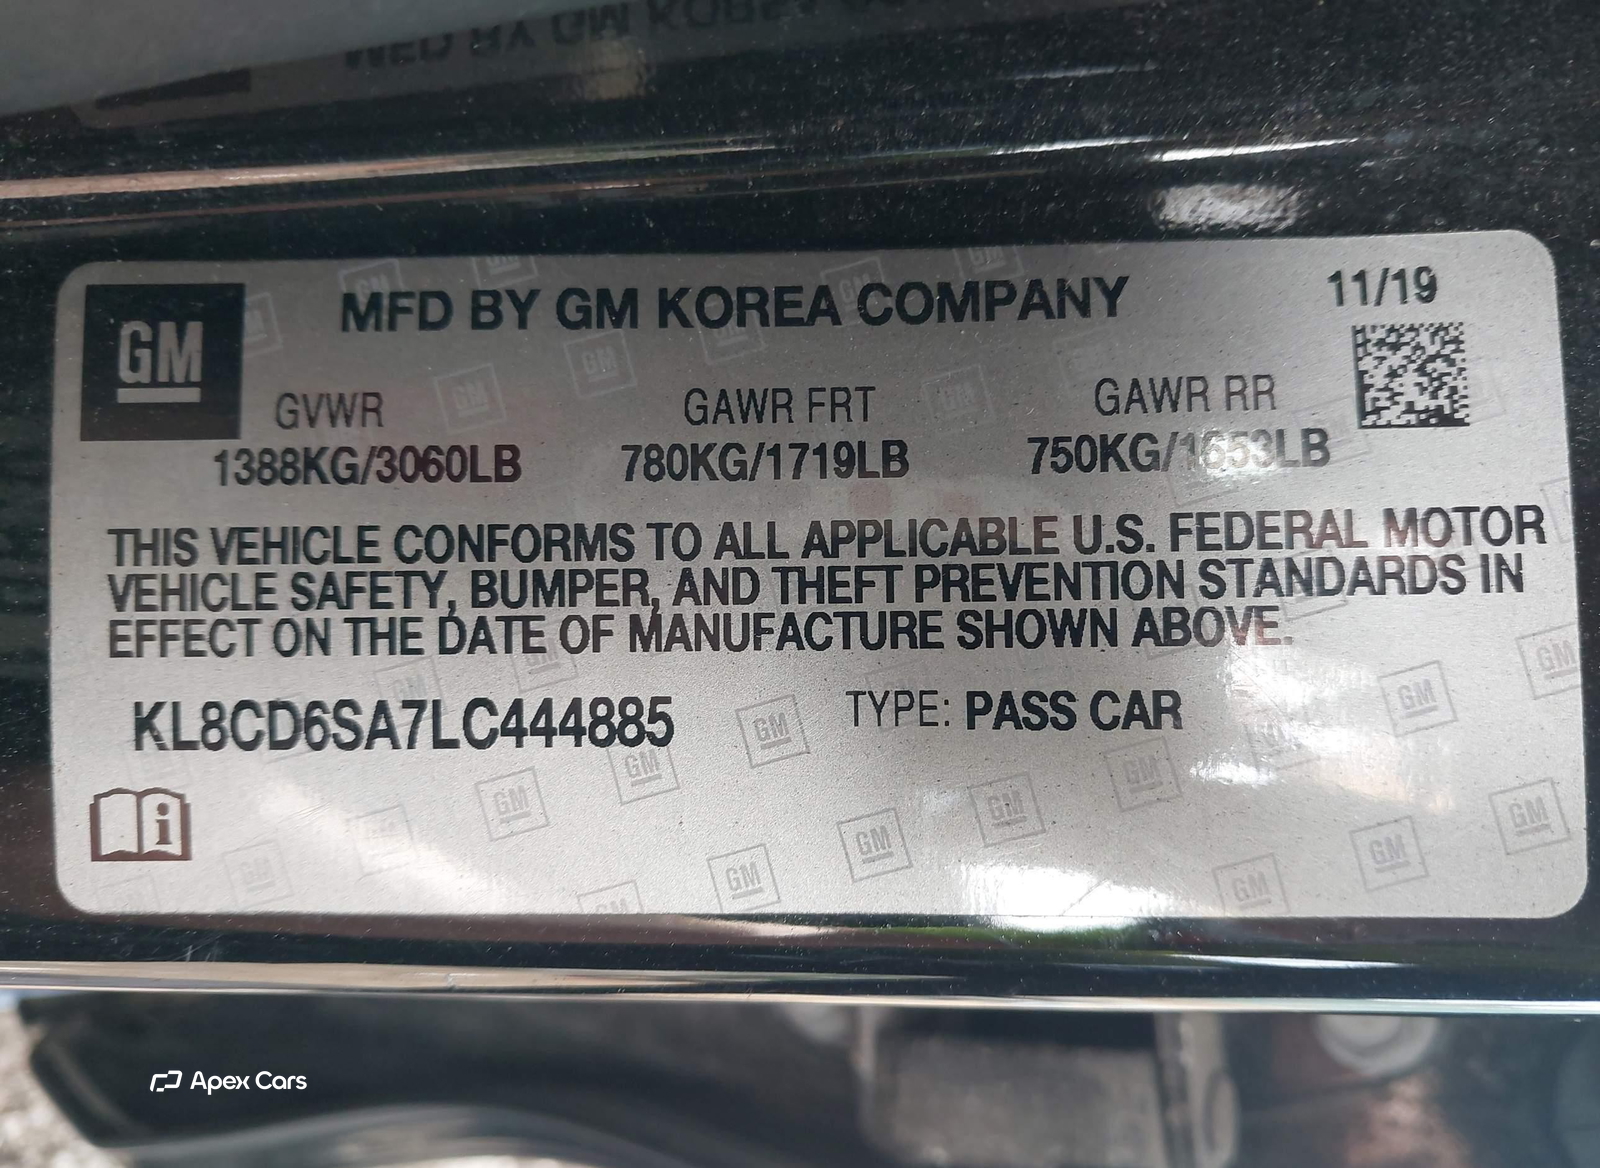 GM
MFD BY GM KOREA COMPANY
11/19
GVWR GAWR FRT GAWR RR
1388KG/3060LB 780KG/1719LB 750KG/1653LB
THIS VEHICLE CONFORMS TO ALL APPLICABLE U.S. FEDERAL MOTOR
VEHICLE SAFETY, BUMPER, AND THEFT PREVENTION STANDARDS IN
EFFECT ON THE DATE OF MANUFACTURE SHOWN ABOVE.
KL8CD6SA7LC444885 TYPE: PASS CAR
Apex Cars